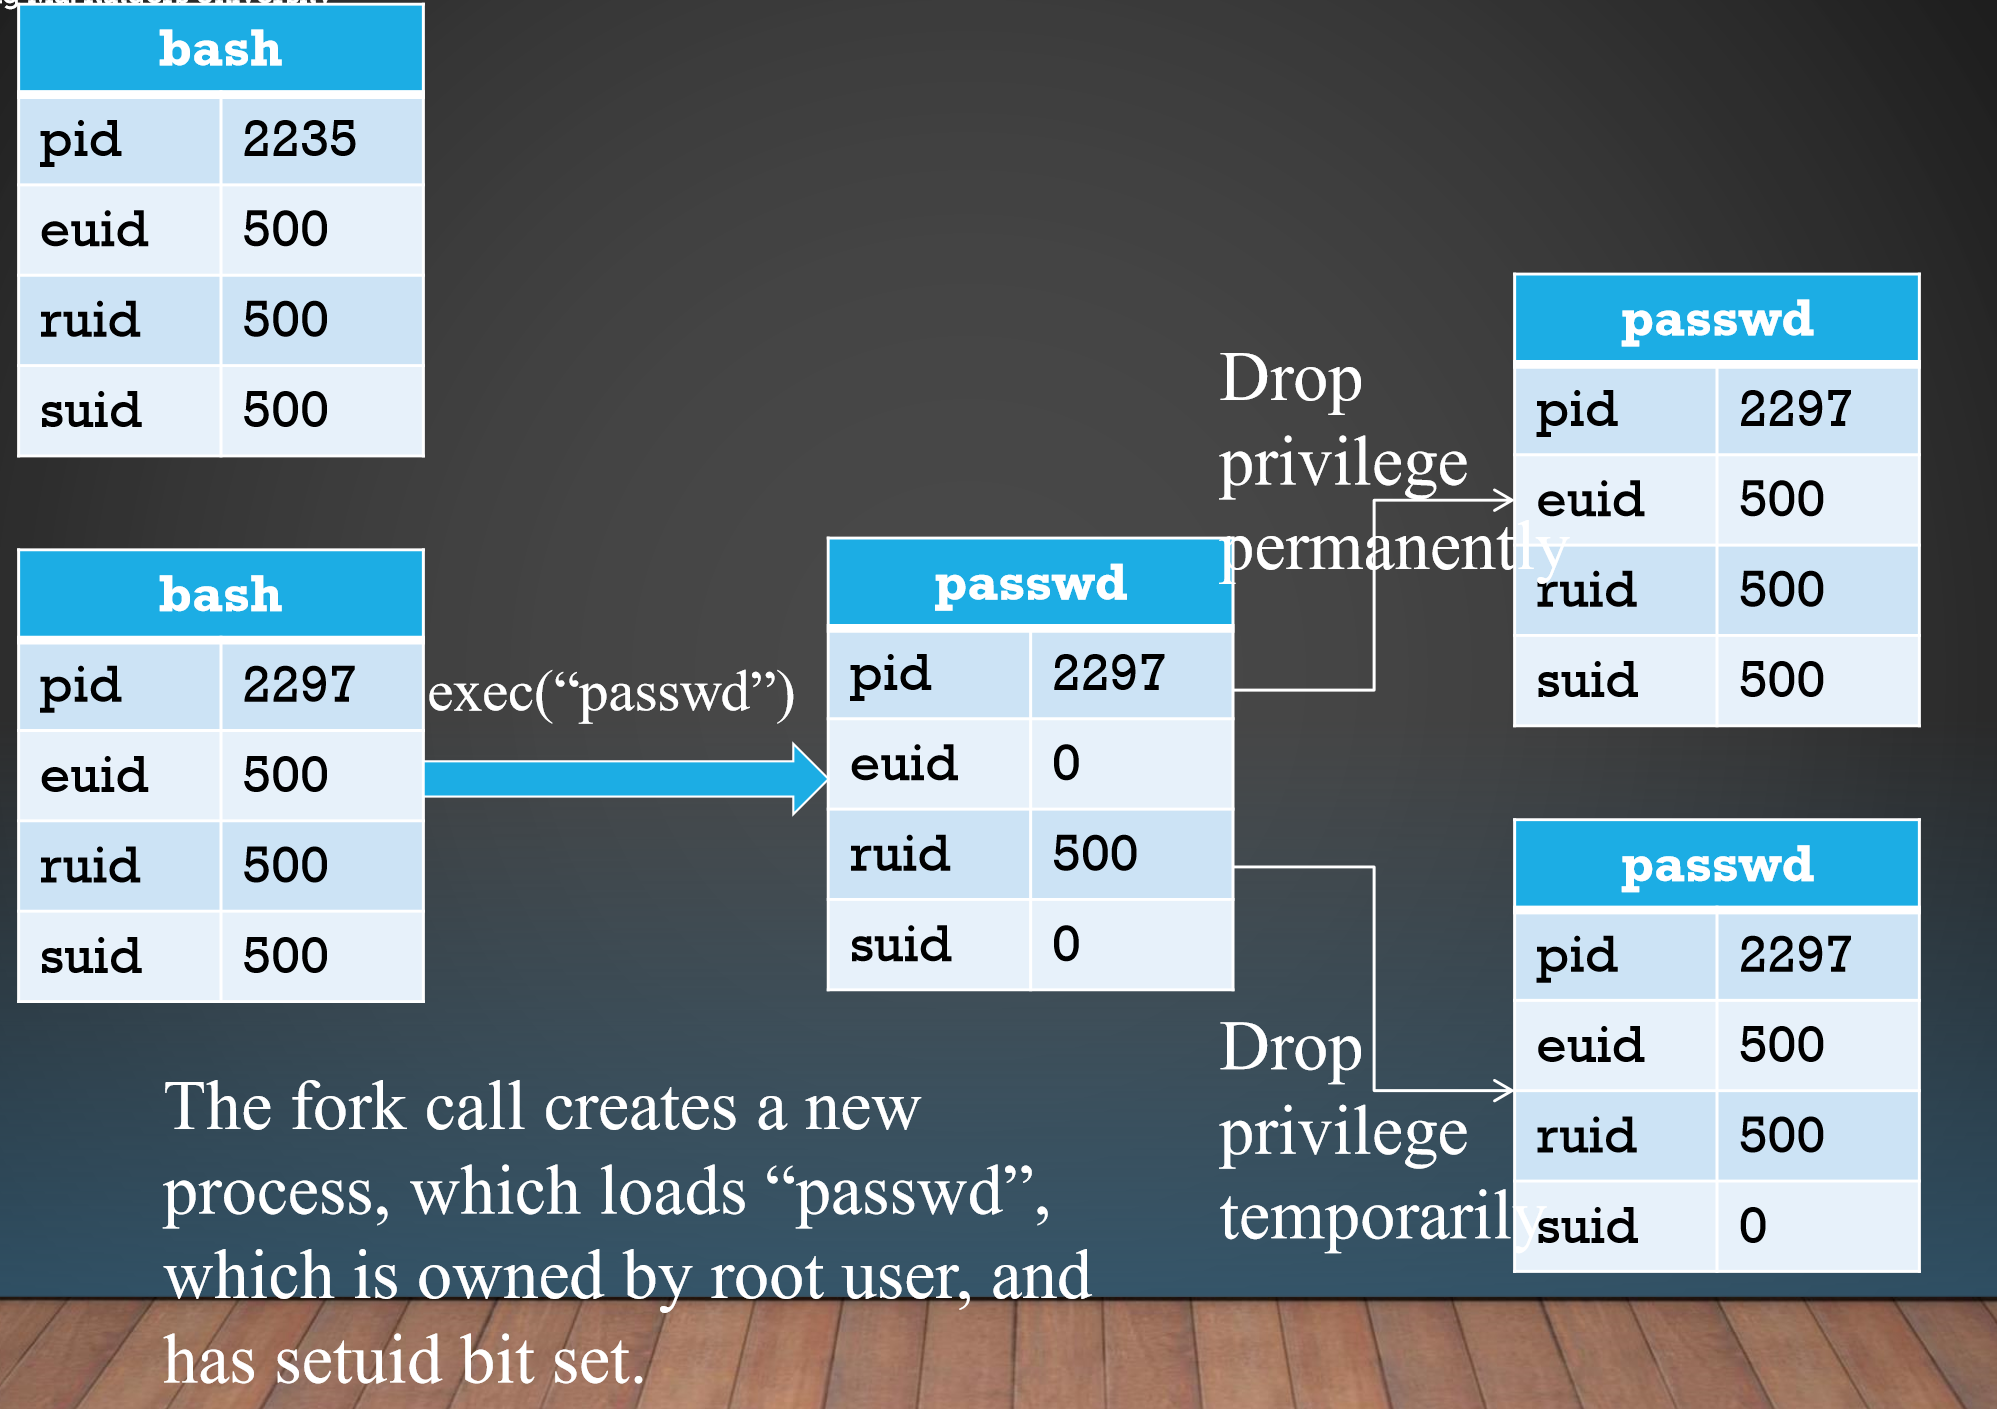 bash
pid 2235
euid 500
ruid 500
suid 500
bash
pid 2297
euid 500
ruid 500
suid 500
exec(“passwd”)
passwd
pid 2297
euid 0
ruid 500
suid 0
Drop
privilege
permanently
passwd
pid 2297
euid 500
ruid 500
suid 500
Drop
privilege
temporarily
passwd
pid 2297
euid 500
ruid 500
suid 0
The fork call creates a new
process, which loads “passwd”,
which is owned by root user, and
has setuid bit set.